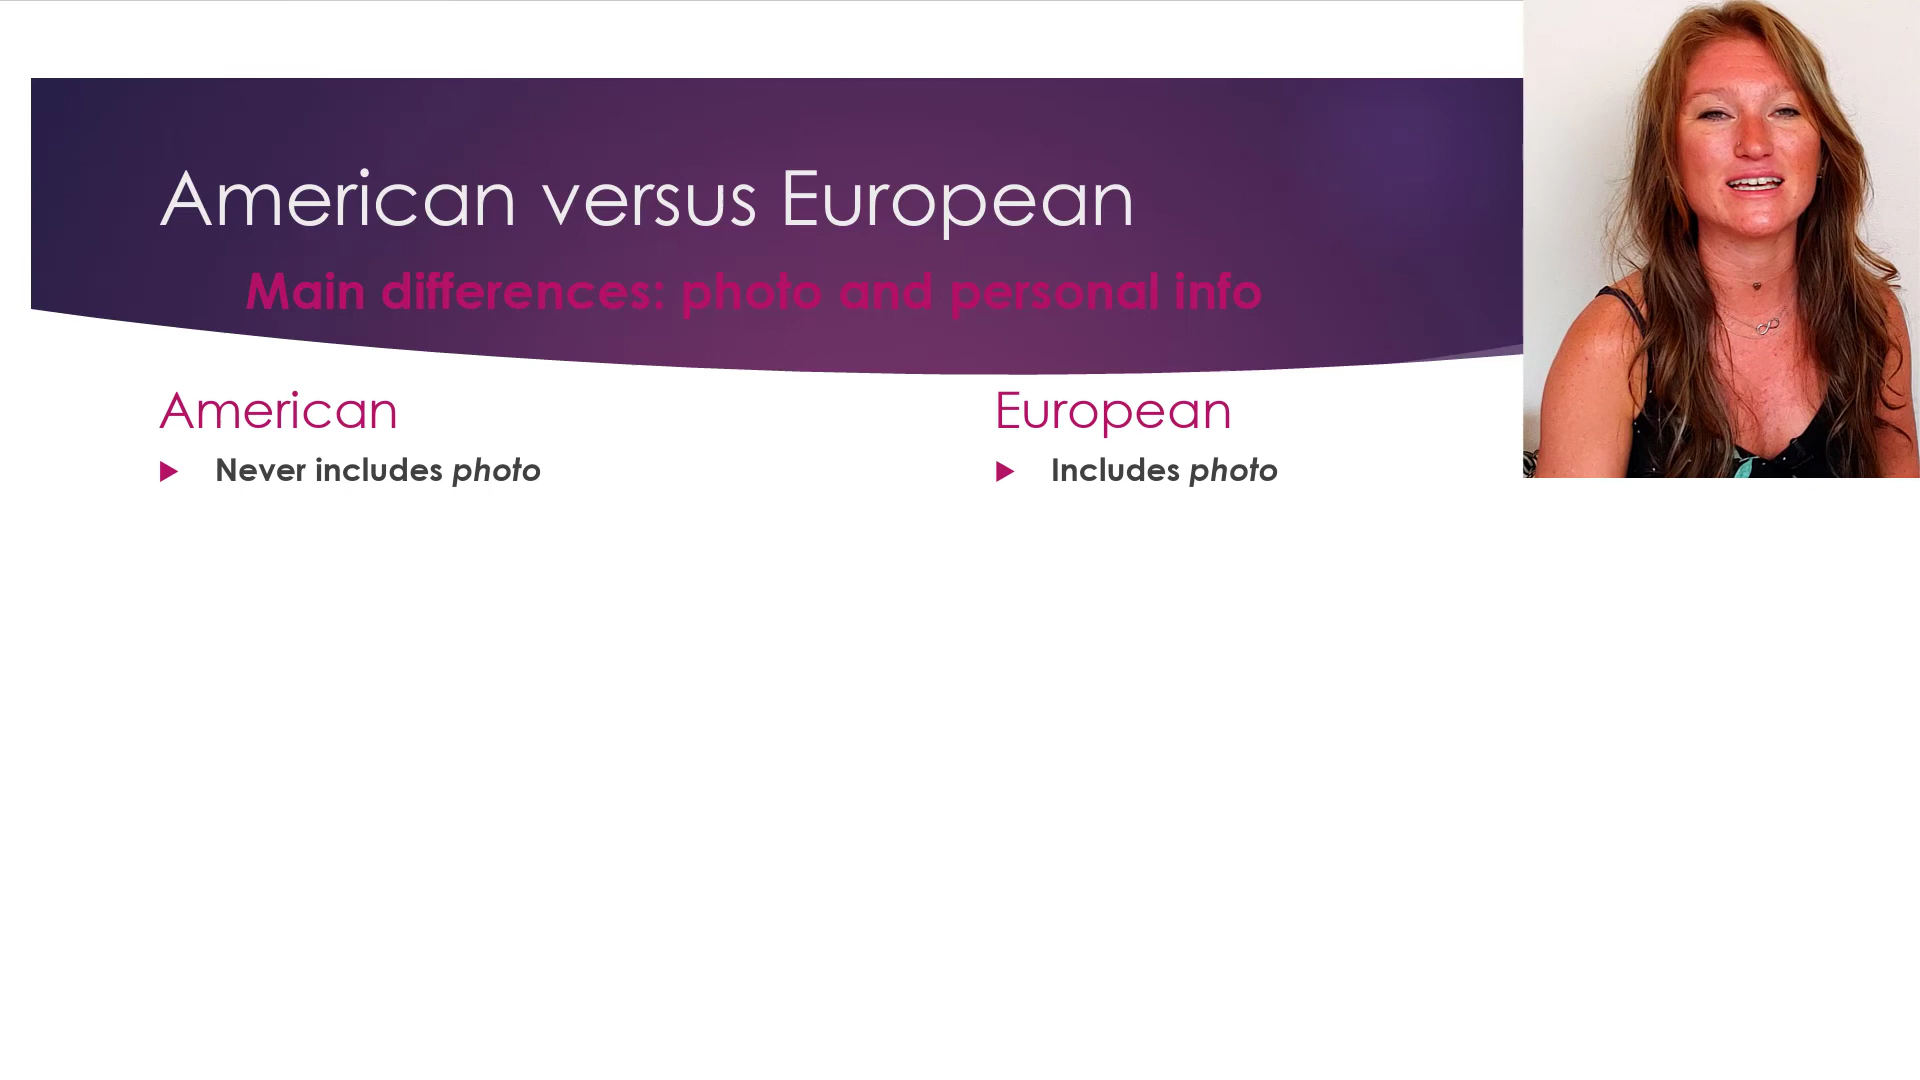 American versus European
Main differences: photo and personal info
American
Never includes photo
European
Includes photo